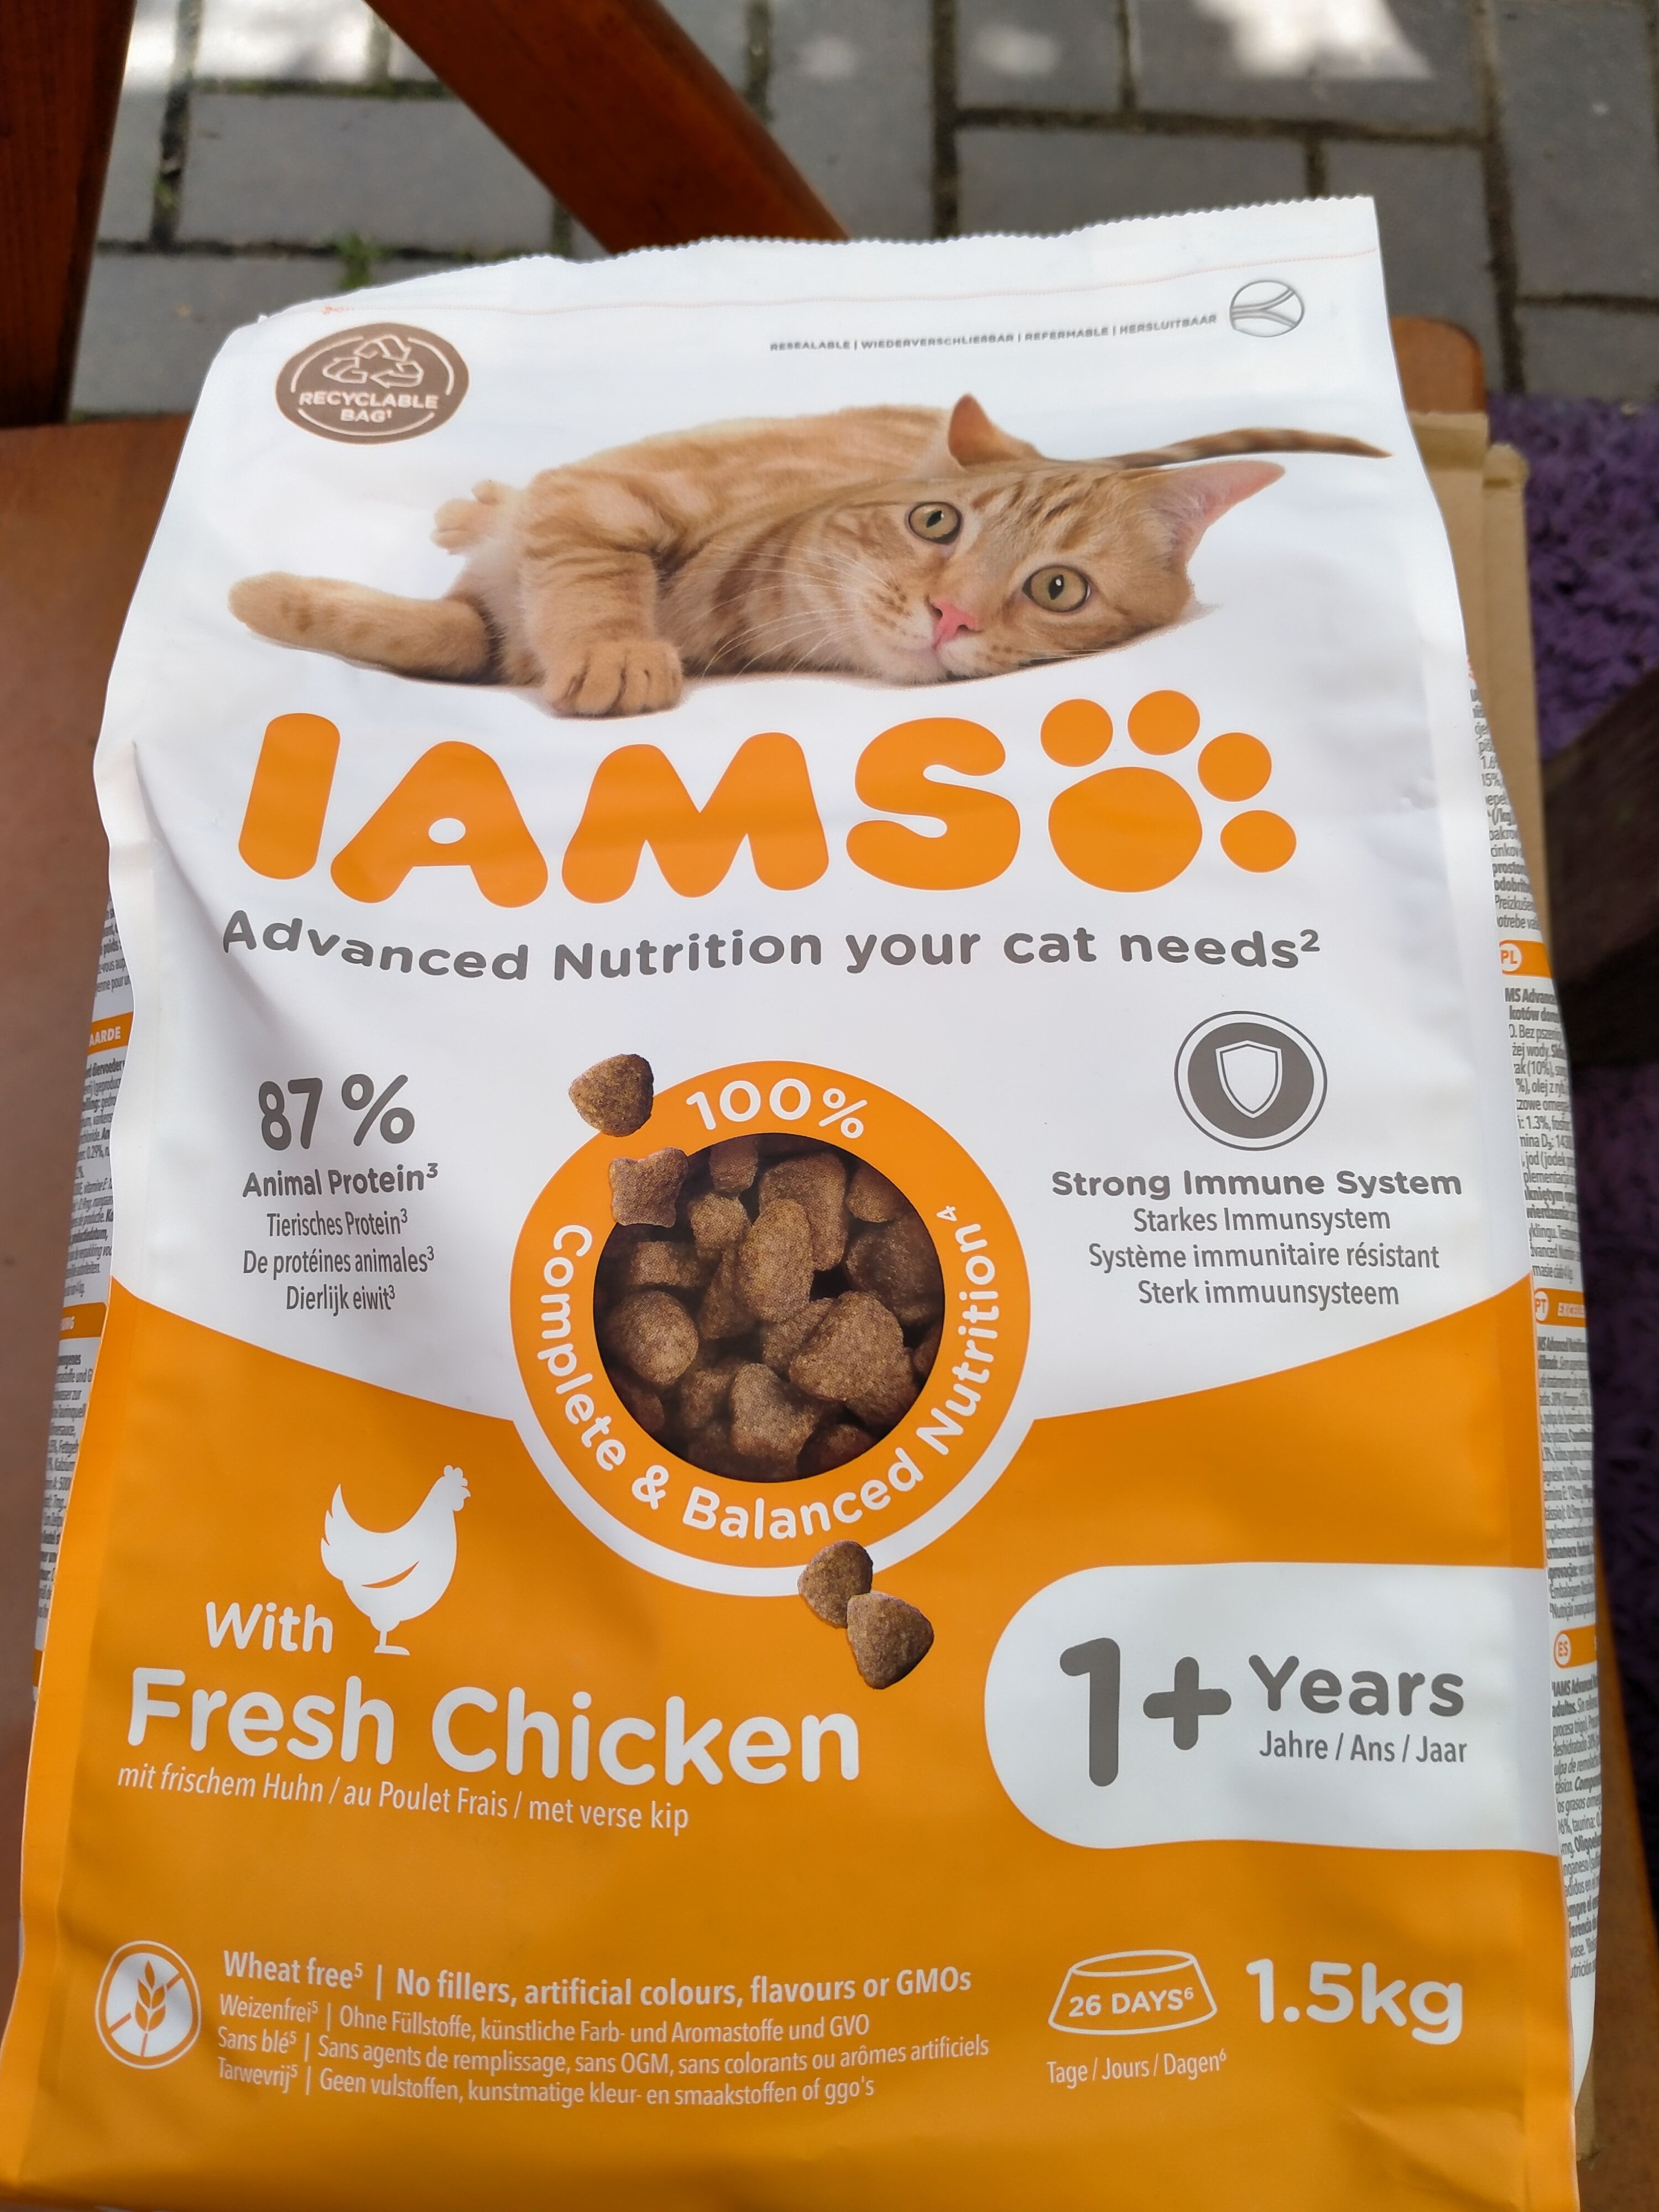 RESEALABLE | WIEDERVERSCHLIEßBAR | REFERMABLE | HERSLUITBAAR
RECYCLABLE
BAG¹
IAMS
Advanced Nutrition your cat needs²
87%
Animal Protein³
Tierisches Protein³
De protéines animales³
Dierlijk eiwit³
100%
Complete & Balanced Nutrition⁴
Strong Immune System
Starkes Immunsystem
Système immunitaire résistant
Sterk immuunsysteem
With
Fresh Chicken
mit frischem Huhn / au Poulet Frais / met verse kip
1+ Years
Jahre / Ans / Jaar
Wheat free⁵ | No fillers, artificial colours, flavours or GMOs
Weizenfrei⁵ | Ohne Füllstoffe, künstliche Farb- und Aromastoffe und GVO
Sans blé⁵ | Sans agents de remplissage, sans OGM, sans colorants ou arômes artificiels
Tarwevrij⁵ | Geen vulstoffen, kunstmatige kleur- en smaakstoffen of ggo's
26 DAYS⁶
Tage / Jours / Dagen⁶
1.5kg
PL
PT
ES